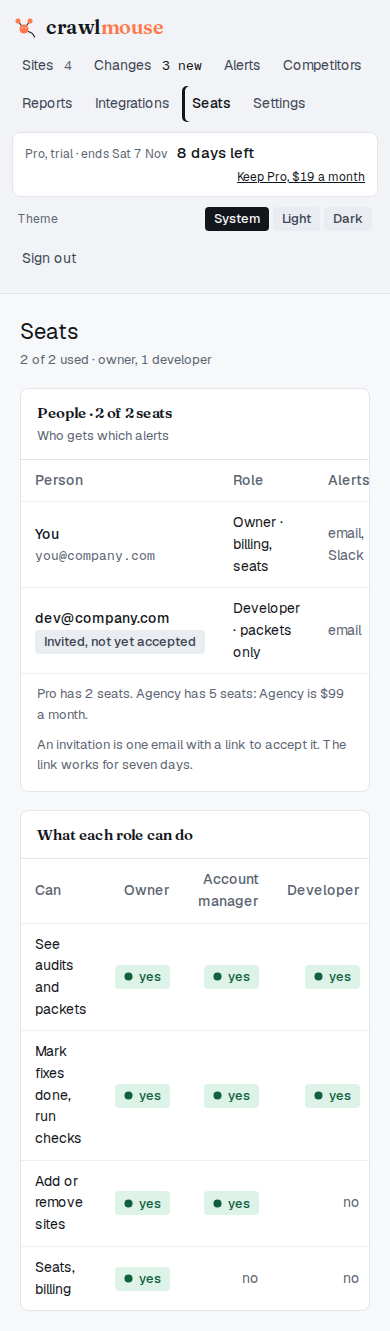 crawlmouse
Sites 4 Changes 3 new Alerts Competitors
Reports Integrations Seats Settings
Pro, trial · ends Sat 7 Nov 8 days left
Keep Pro, $19 a month
Theme System Light Dark
Sign out
Seats
2 of 2 used · owner, 1 developer
People · 2 of 2 seats
Who gets which alerts
Person Role Alerts
You
you@company.com
Owner ·
billing,
seats
email,
Slack
dev@company.com
Invited, not yet accepted
Developer
· packets
only
email
Pro has 2 seats. Agency has 5 seats: Agency is $99
a month.
An invitation is one email with a link to accept it. The
link works for seven days.
What each role can do
Can Owner Account
manager Developer
See
audits
and
packets
yes yes yes
Mark
fixes
done,
run
checks
yes yes yes
Add or
remove
sites
yes yes no
Seats,
billing
yes no no